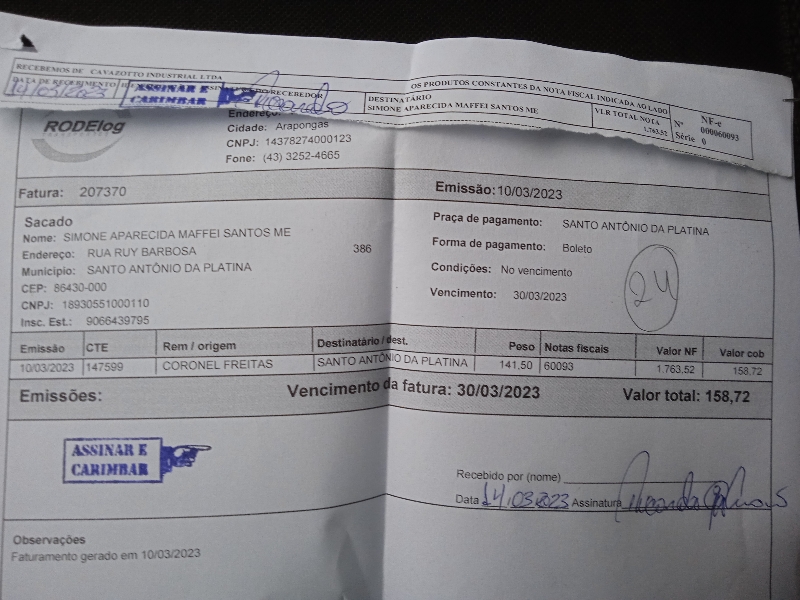 RECEBEMOS DE CAVAZOTTO INDUSTRIAL LTDA OS PRODUTOS CONSTANTES DA NOTA FISCAL INDICADA AO LADO
DATA DE RECEBIMENTO
14/03/2023
ASSINAR E
CARIMBAR
RECEBEDOR
DESTINATÁRIO
SIMONE APARECIDA MAFFEI SANTOS ME
VLR TOTAL NOTA
1.763,52
NF-e
Nº 000060093
Série 0
RODElog
Endereço:
Cidade: Arapongas
CNPJ: 14378274000123
Fone: (43) 3252-4665
Fatura: 207370
Emissão: 10/03/2023
Sacado
Nome: SIMONE APARECIDA MAFFEI SANTOS ME
Endereço: RUA RUY BARBOSA 386
Municipio: SANTO ANTÔNIO DA PLATINA
CEP: 86430-000
CNPJ: 18930551000110
Insc. Est.: 9066439795
Praça de pagamento: SANTO ANTÔNIO DA PLATINA
Forma de pagamento: Boleto
Condições: No vencimento
Vencimento: 30/03/2023
24
Emissão CTE Rem / origem Destinatário / dest. Peso Notas fiscais Valor NF Valor cob
10/03/2023 147599 CORONEL FREITAS SANTO ANTÔNIO DA PLATINA 141,50 60093 1.763,52 158,72
Emissões: Vencimento da fatura: 30/03/2023 Valor total: 158,72
ASSINAR E
CARIMBAR
Recebido por (nome)
Data 14/03/2023 Assinatura
Observações
Faturamento gerado em 10/03/2023